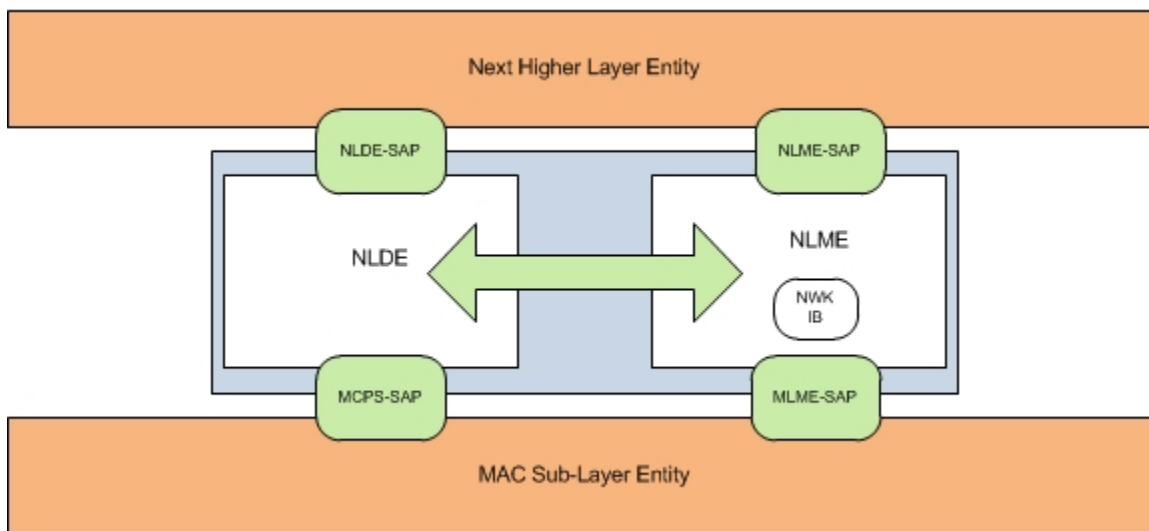 Next Higher Layer Entity
NLDE-SAP
NLME-SAP
NLDE
NLME
NWK
IB
MCPS-SAP
MLME-SAP
MAC Sub-Layer Entity